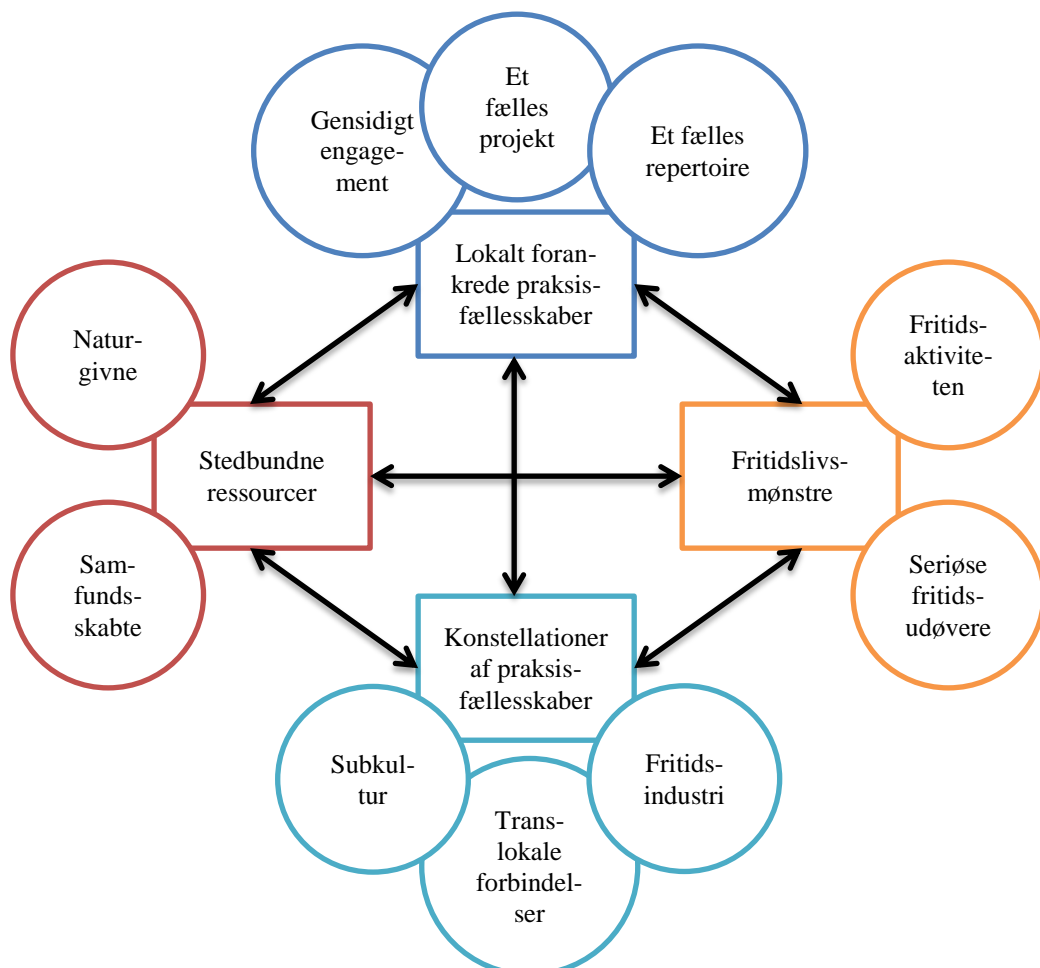 Gensidigt
engage-
ment
Et
fælles
projekt
Et fælles
repertoire
Lokalt foran-
krede praksis-
fællesskaber
Natur-
givne
Stedbundne
ressourcer
Sam-
funds-
skabte
Fritids-
aktivite-
ten
Fritidslivs-
mønstre
Seriøse
fritids-
udøvere
Konstellationer
af praksis-
fællesskaber
Subkul-
tur
Trans-
lokale
forbindel-
ser
Fritids-
industri